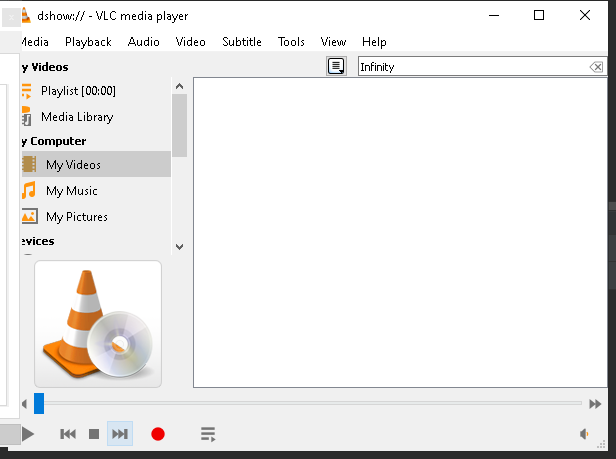 dshow:// - VLC media player
Media Playback Audio Video Subtitle Tools View Help
y Videos
Infinity
Playlist [00:00]
Media Library
y Computer
My Videos
My Music
My Pictures
evices